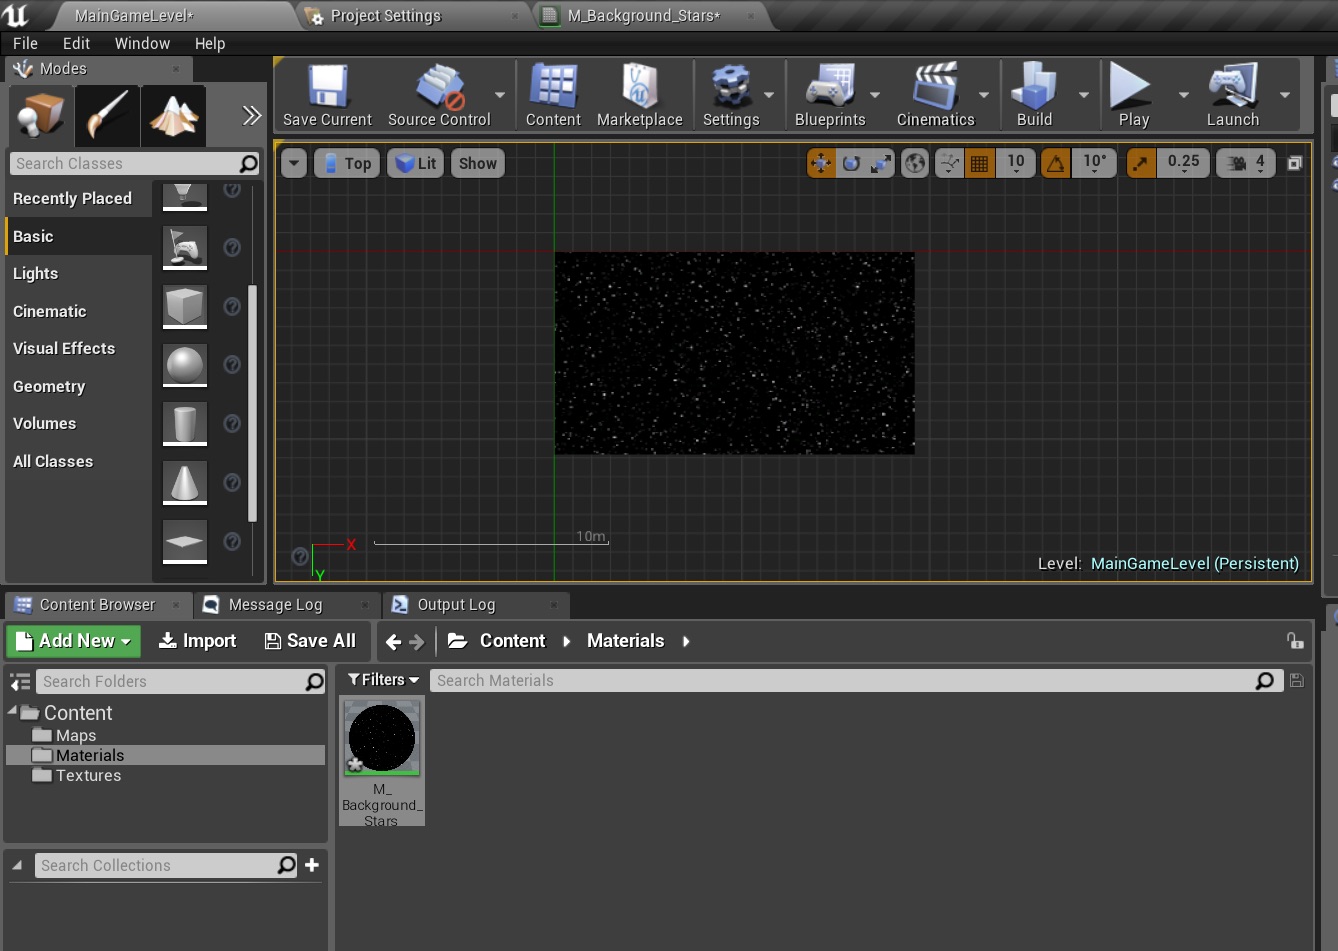 MainGameLevel*
Project Settings
M_Background_Stars*
File Edit Window Help
Modes
Save Current
Source Control
Content
Marketplace
Settings
Blueprints
Cinematics
Build
Play
Launch
Search Classes
Recently Placed
Basic
Lights
Cinematic
Visual Effects
Geometry
Volumes
All Classes
Top
Lit
Show
10
10°
0.25
4
10m
X
Y
Level: MainGameLevel (Persistent)
Content Browser
Message Log
Output Log
Add New
Import
Save All
Content
Materials
Search Folders
Filters
Search Materials
Content
Maps
Materials
Textures
M_
Background_
Stars
Search Collections